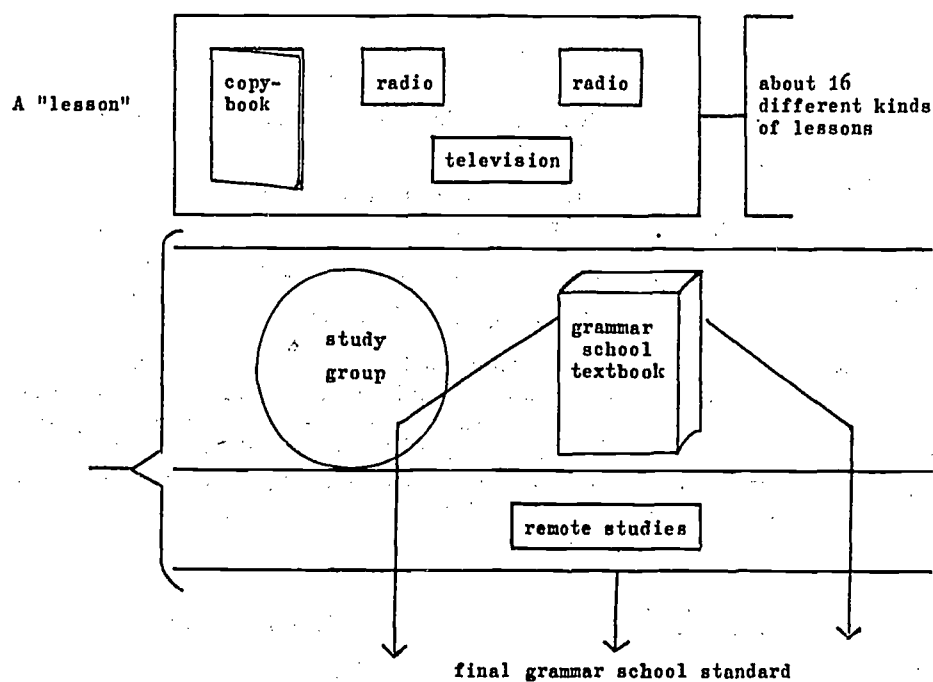 A "lesson"
copy-
book
radio
radio
television
about 16
different kinds
of lessons
study
group
grammar
school
textbook
remote studies
final grammar school standard